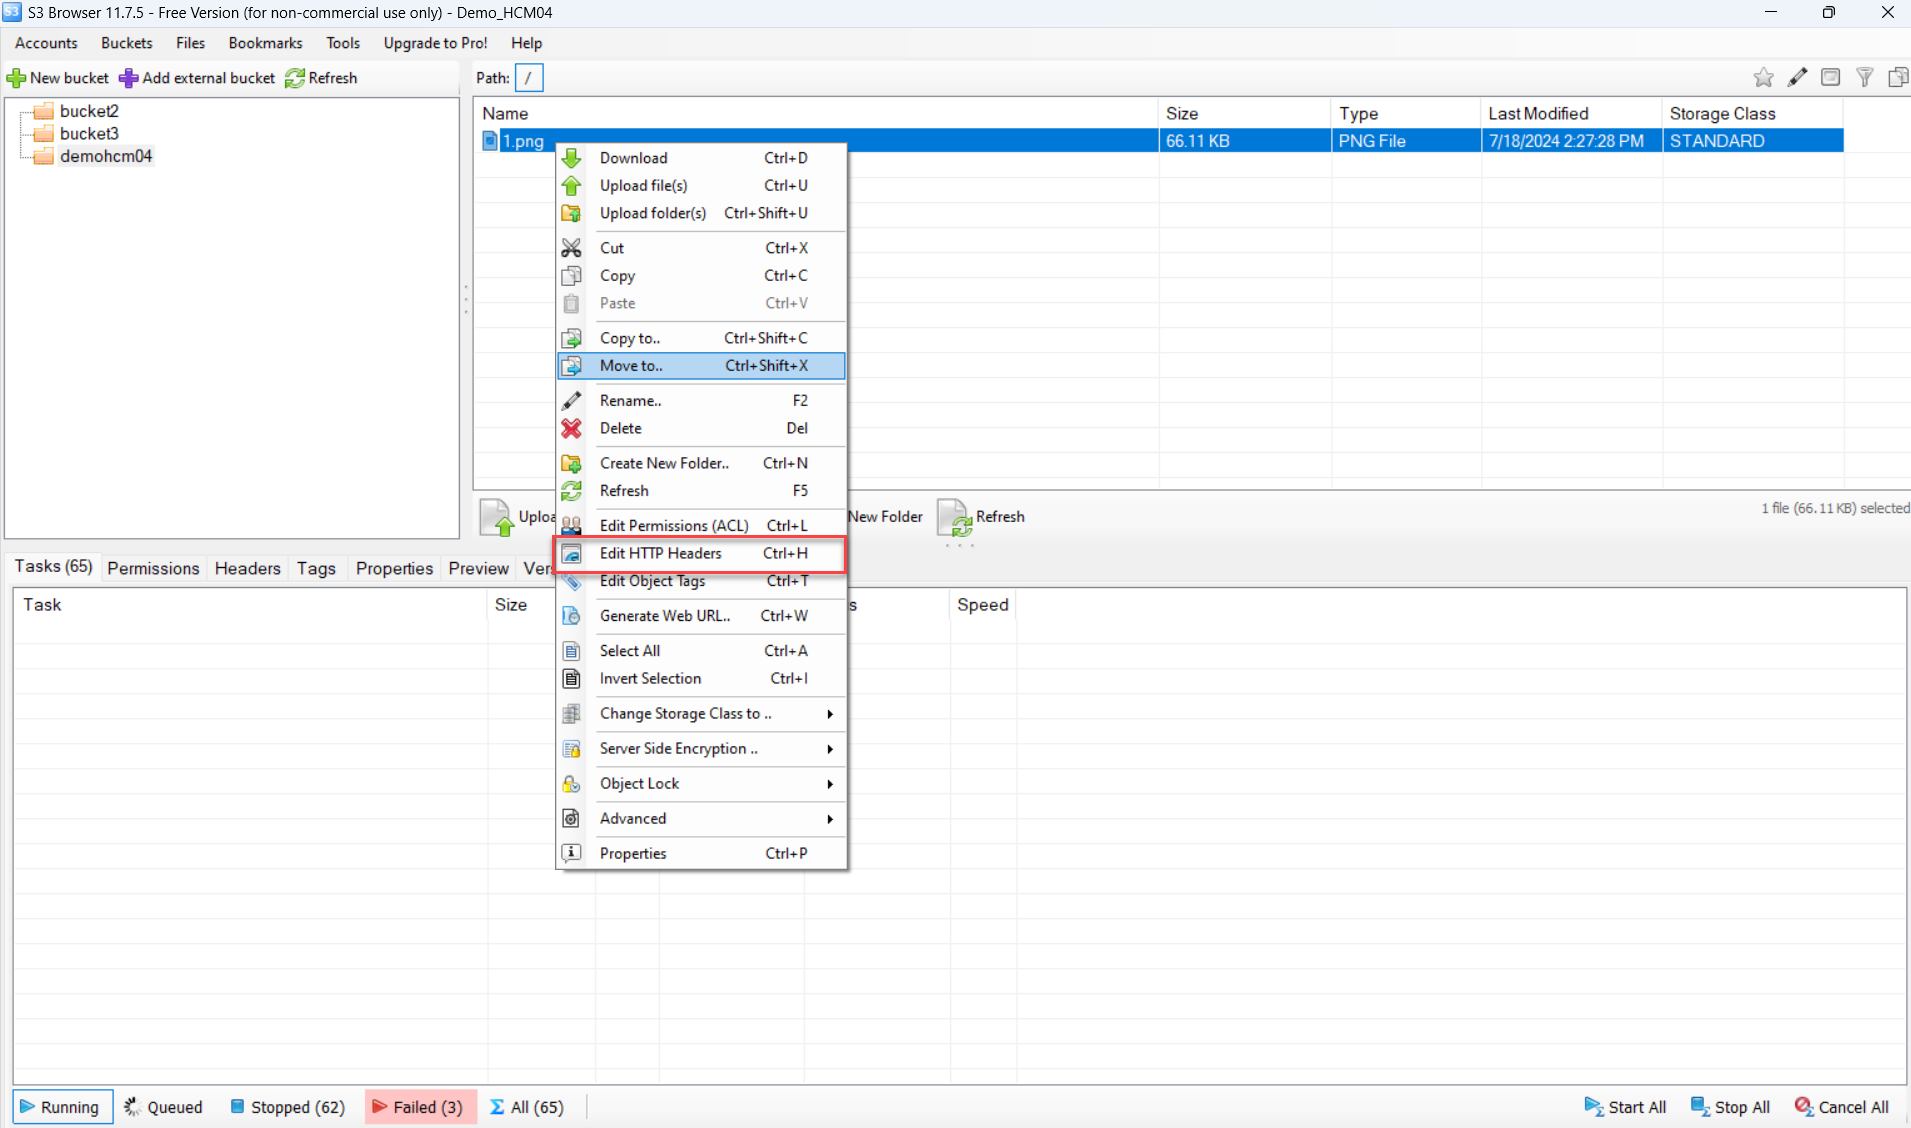 S3 Browser 11.7.5 - Free Version (for non-commercial use only) - Demo_HCM04
Accounts Buckets Files Bookmarks Tools Upgrade to Pro! Help
New bucket Add external bucket Refresh Path: /
bucket2
bucket3
demohcm04
Name Size Type Last Modified Storage Class
1.png 66.11 KB PNG File 7/18/2024 2:27:28 PM STANDARD
Download Ctrl+D
Upload file(s) Ctrl+U
Upload folder(s) Ctrl+Shift+U
Cut Ctrl+X
Copy Ctrl+C
Paste Ctrl+V
Copy to.. Ctrl+Shift+C
Move to.. Ctrl+Shift+X
Rename.. F2
Delete Del
Create New Folder.. Ctrl+N
Refresh F5
Edit Permissions (ACL) Ctrl+L
Edit HTTP Headers Ctrl+H
Edit Object Tags Ctrl+T
Generate Web URL.. Ctrl+W
Select All Ctrl+A
Invert Selection Ctrl+I
Change Storage Class to ..
Server Side Encryption ..
Object Lock
Advanced
Properties Ctrl+P
Uploa New Folder Refresh 1 file (66.11 KB) selected
Tasks (65) Permissions Headers Tags Properties Preview Ver
Task Size s Speed
Running Queued Stopped (62) Failed (3) All (65) Start All Stop All Cancel All